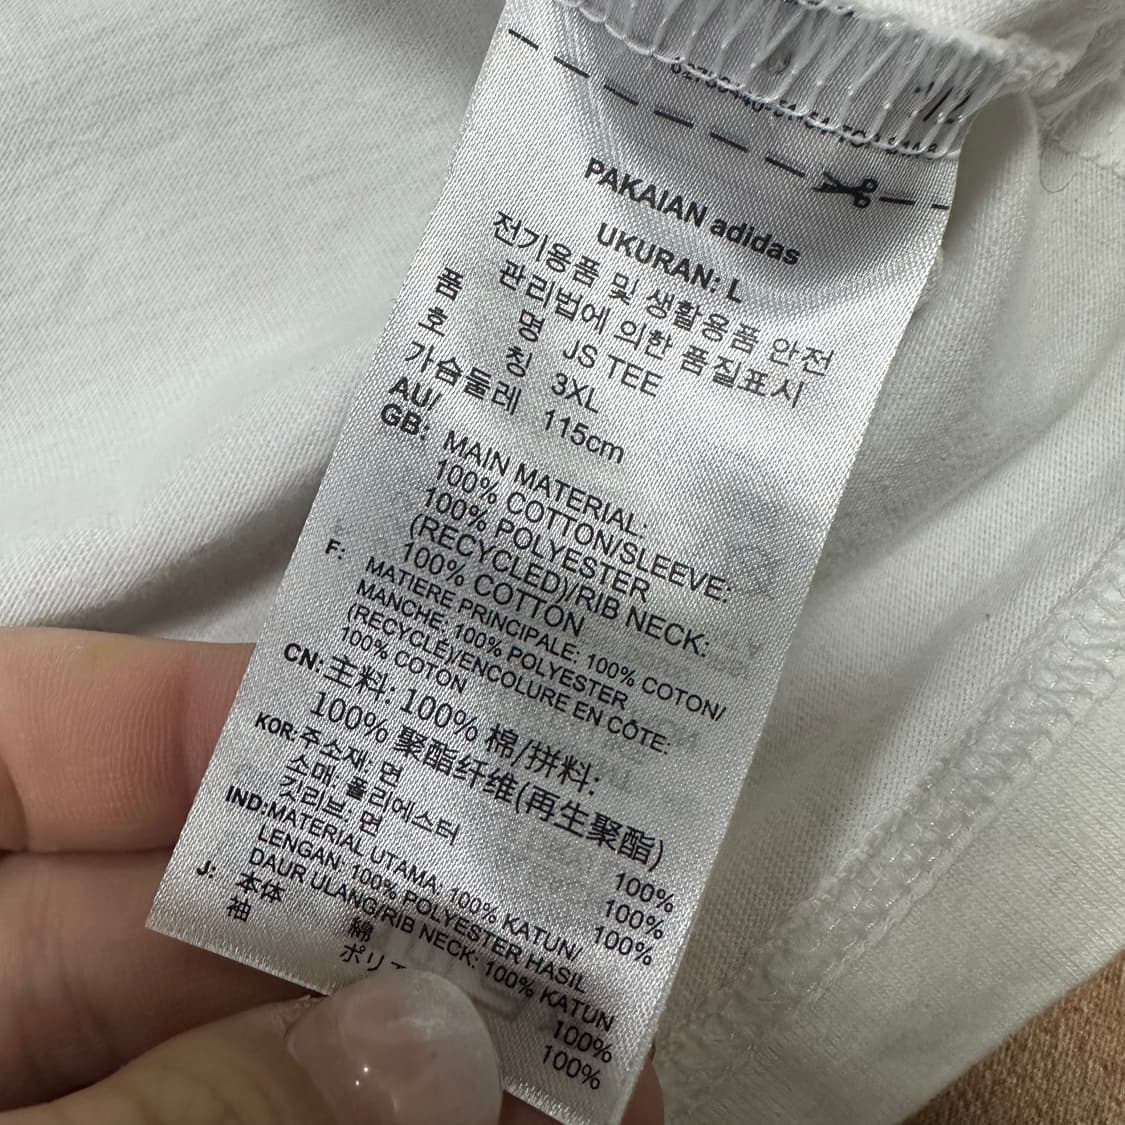 PAKAIAN adidas
UKURAN: L
전기용품 및 생활용품 안전
관리법에 의한 품질표시
품 명 JS TEE
호 칭 3XL
가슴둘레 115cm
AU/
GB: MAIN MATERIAL:
100% COTTON/SLEEVE:
100% POLYESTER
(RECYCLED)/RIB NECK:
100% COTTON
F: MATIERE PRINCIPALE: 100% COTON/
MANCHE: 100% POLYESTER
(RECYCLÉ)/ENCOLURE EN CÔTE:
100% COTON
CN: 主料: 100% 棉/拼料:
100% 聚酯纤维(再生聚酯)
KOR: 주소재, 면 100%
소매, 폴리에스터 100%
깃리브, 면 100%
IND: MATERIAL UTAMA: 100% KATUN/
LENGAN: 100% POLYESTER HASIL
DAUR ULANG/RIB NECK: 100% KATUN
J: 本体 綿 100%
袖 100%